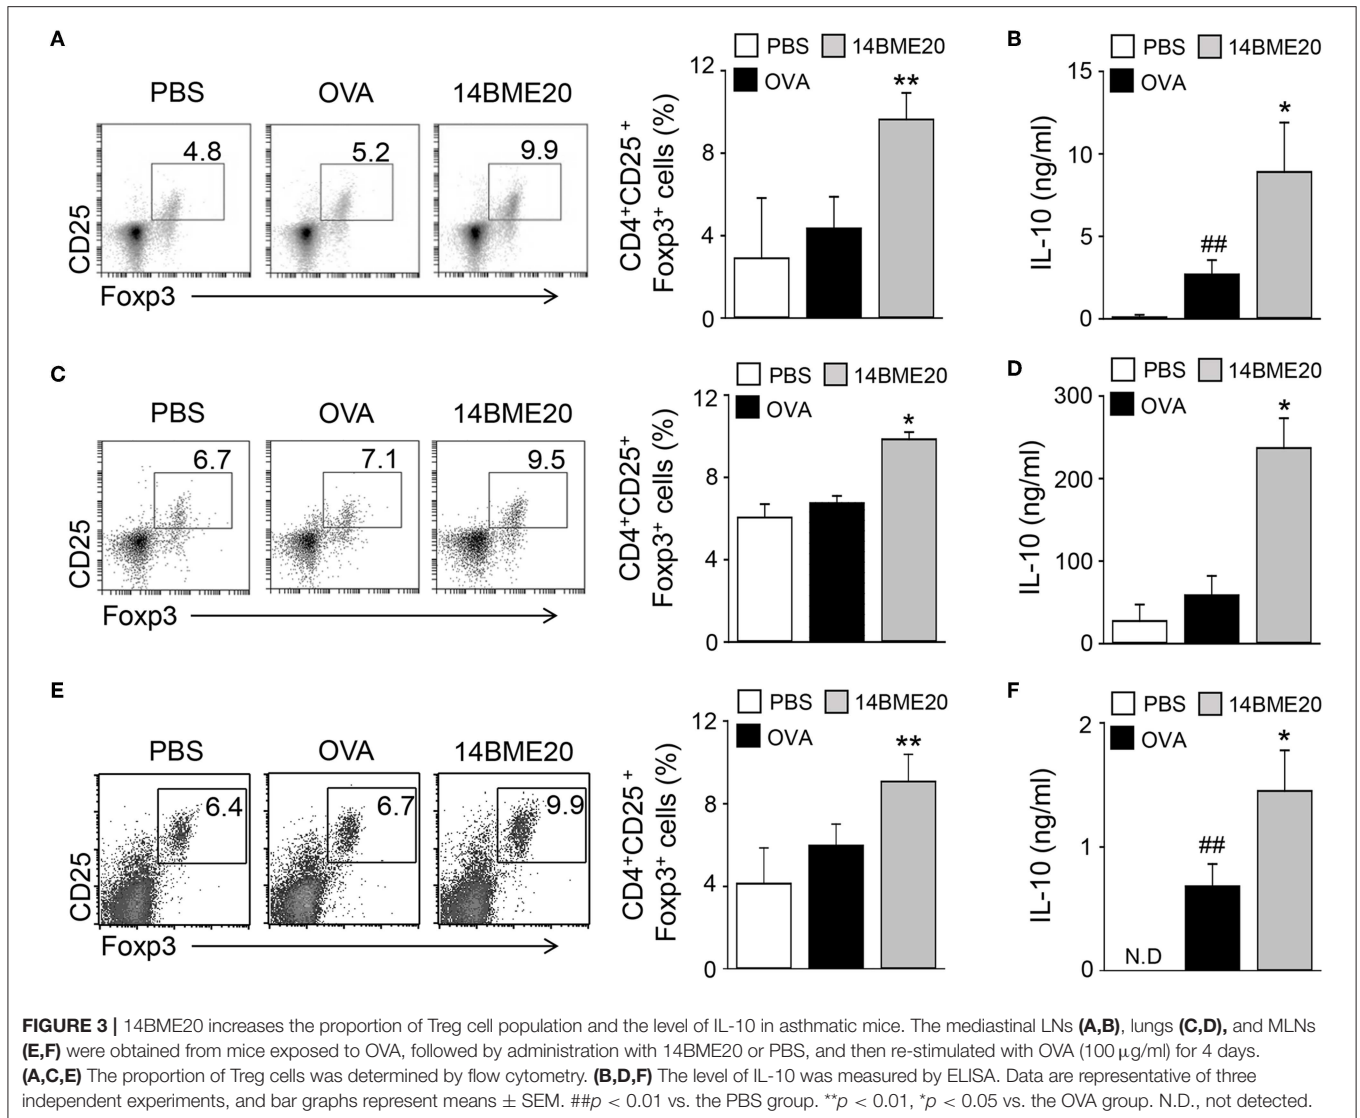 A
PBS
OVA
14BME20
4.8
5.2
9.9
CD25
Foxp3
PBS 14BME20
OVA
CD4+CD25+
Foxp3+ cells (%)
12
8
4
0
**
B
PBS 14BME20
OVA
IL-10 (ng/ml)
15
10
5
0
##
*
C
PBS
OVA
14BME20
6.7
7.1
9.5
CD25
Foxp3
PBS 14BME20
OVA
CD4+CD25+
Foxp3+ cells (%)
12
8
4
0
*
D
PBS 14BME20
OVA
IL-10 (ng/ml)
300
200
100
0
*
E
PBS
OVA
14BME20
6.4
6.7
9.9
CD25
Foxp3
PBS 14BME20
OVA
CD4+CD25+
Foxp3+ cells (%)
12
8
4
0
**
F
PBS 14BME20
OVA
IL-10 (ng/ml)
2
1
0
N.D
##
*
FIGURE 3 | 14BME20 increases the proportion of Treg cell population and the level of IL-10 in asthmatic mice. The mediastinal LNs (A,B), lungs (C,D), and MLNs
(E,F) were obtained from mice exposed to OVA, followed by administration with 14BME20 or PBS, and then re-stimulated with OVA (100 μg/ml) for 4 days.
(A,C,E) The proportion of Treg cells was determined by flow cytometry. (B,D,F) The level of IL-10 was measured by ELISA. Data are representative of three
independent experiments, and bar graphs represent means ± SEM. ##p < 0.01 vs. the PBS group. **p < 0.01, *p < 0.05 vs. the OVA group. N.D., not detected.